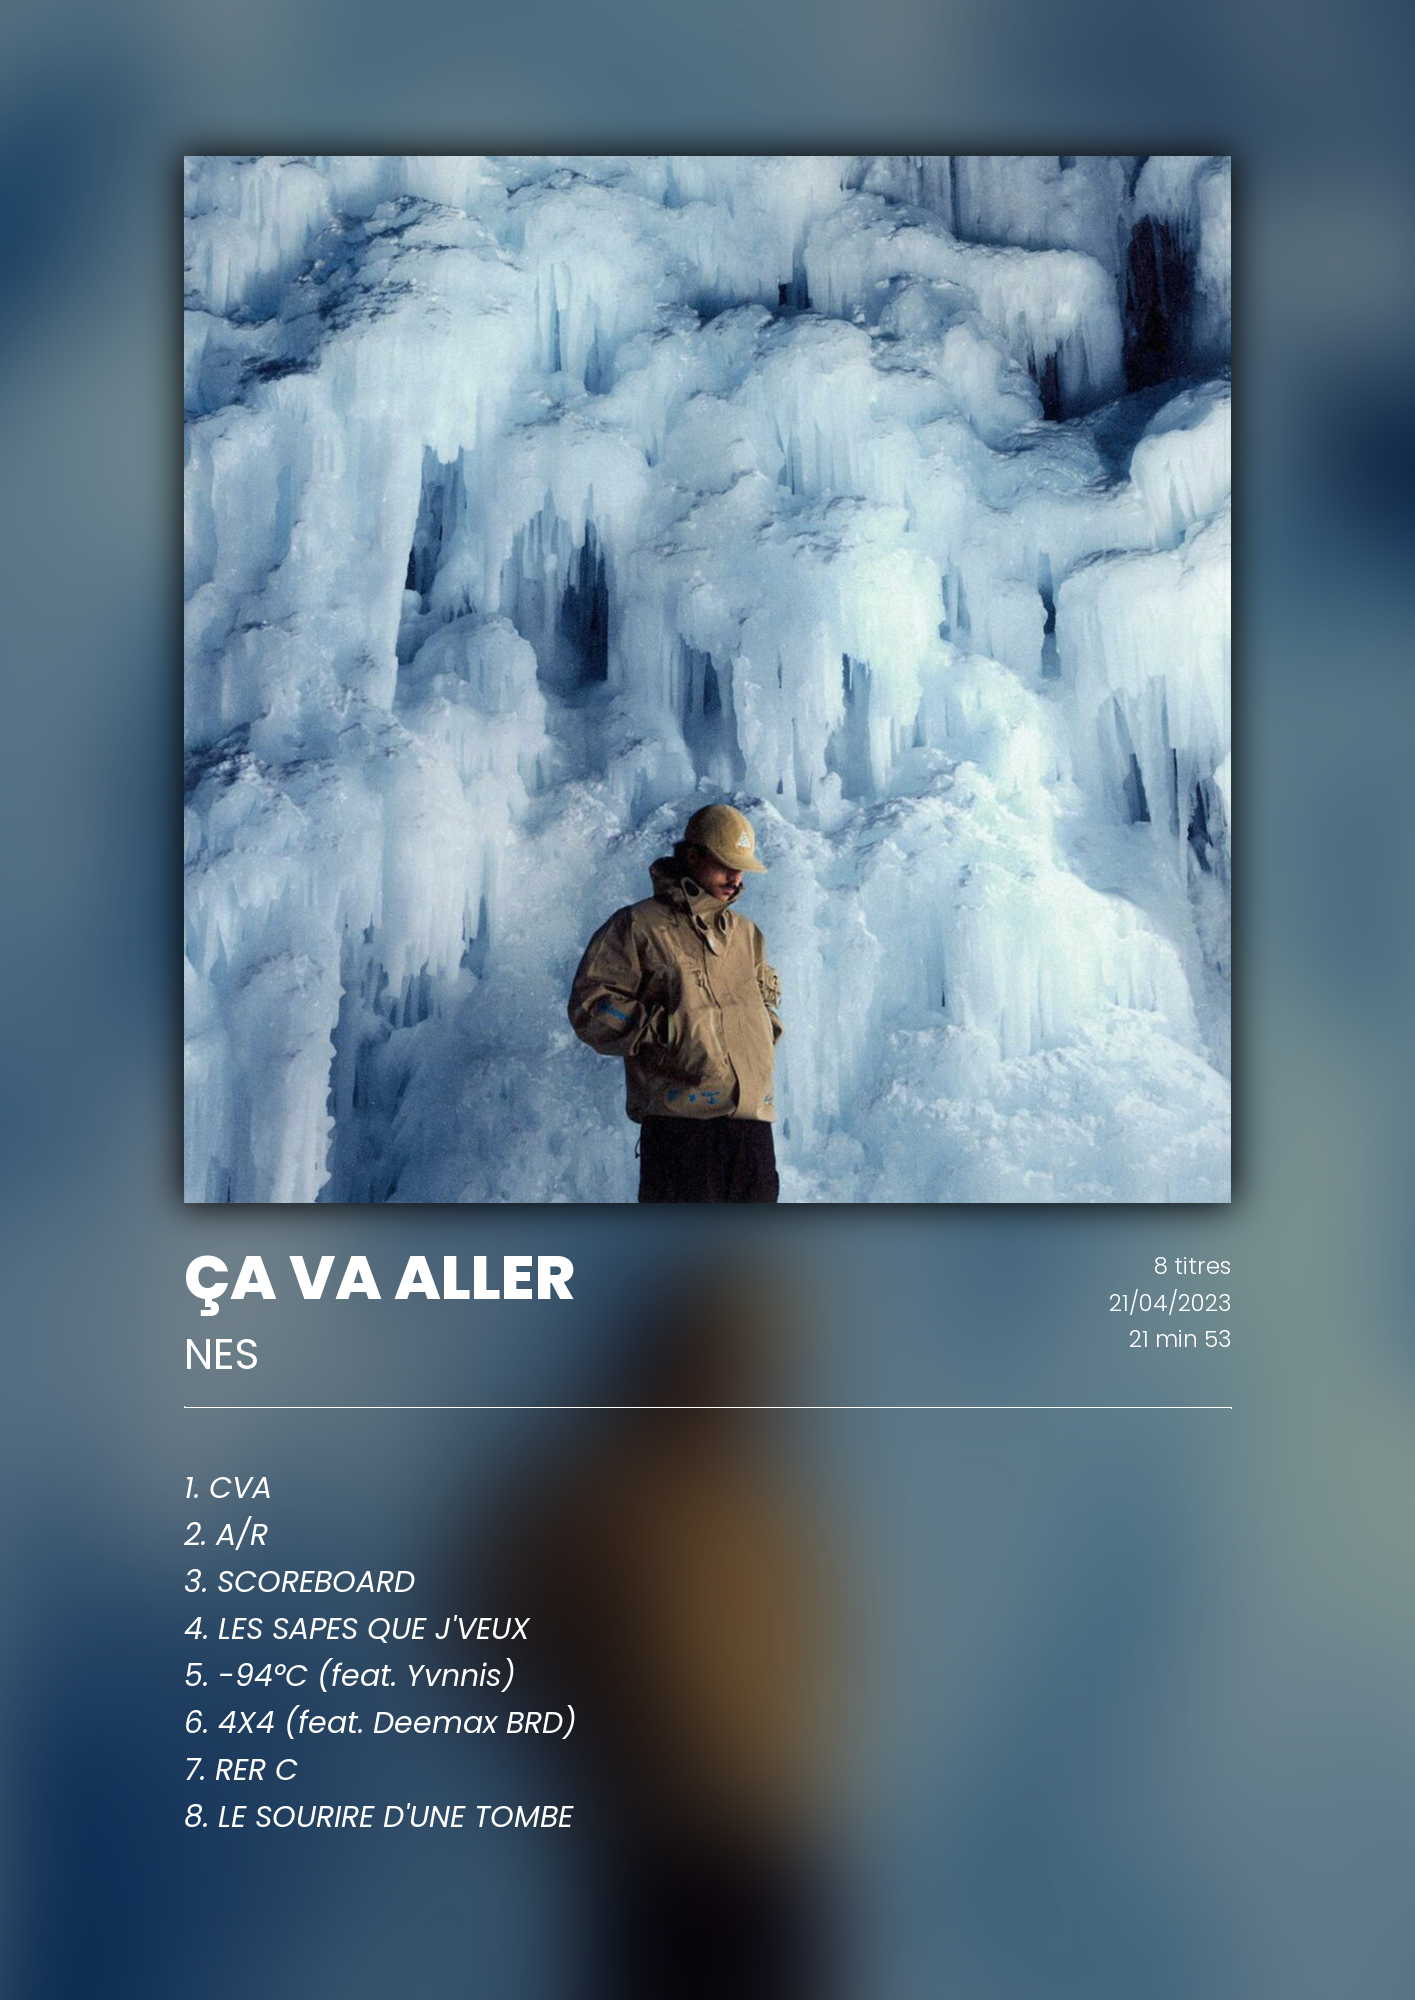 ÇA VA ALLER
NES
8 titres
21/04/2023
21 min 53
1. CVA
2. A/R
3. SCOREBOARD
4. LES SAPES QUE J'VEUX
5. -94°C (feat. Yvnnis)
6. 4X4 (feat. Deemax BRD)
7. RER C
8. LE SOURIRE D'UNE TOMBE